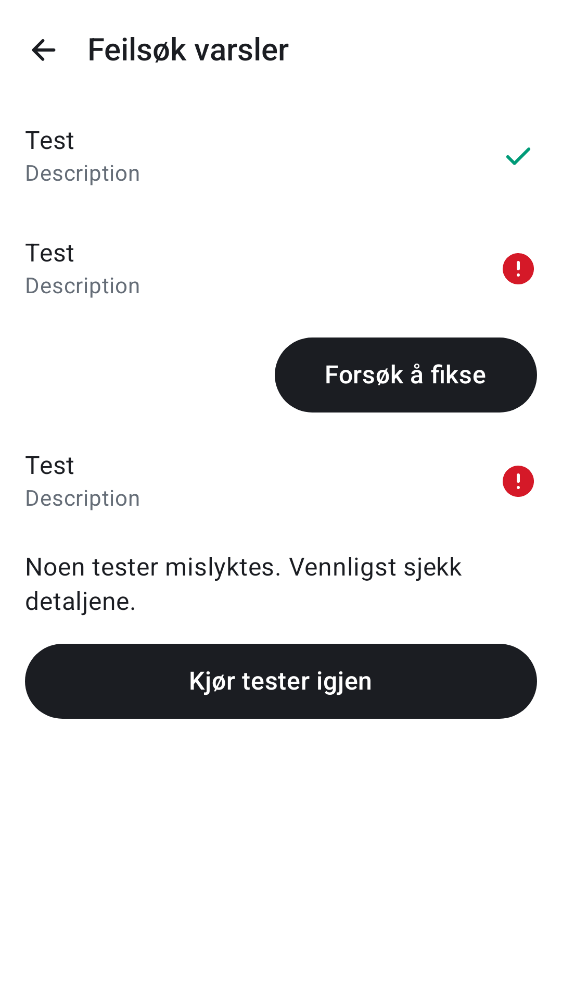 Feilsøk varsler
Test
Description
Test
Description
Forsøk å fikse
Test
Description
Noen tester mislyktes. Vennligst sjekk
detaljene.
Kjør tester igjen